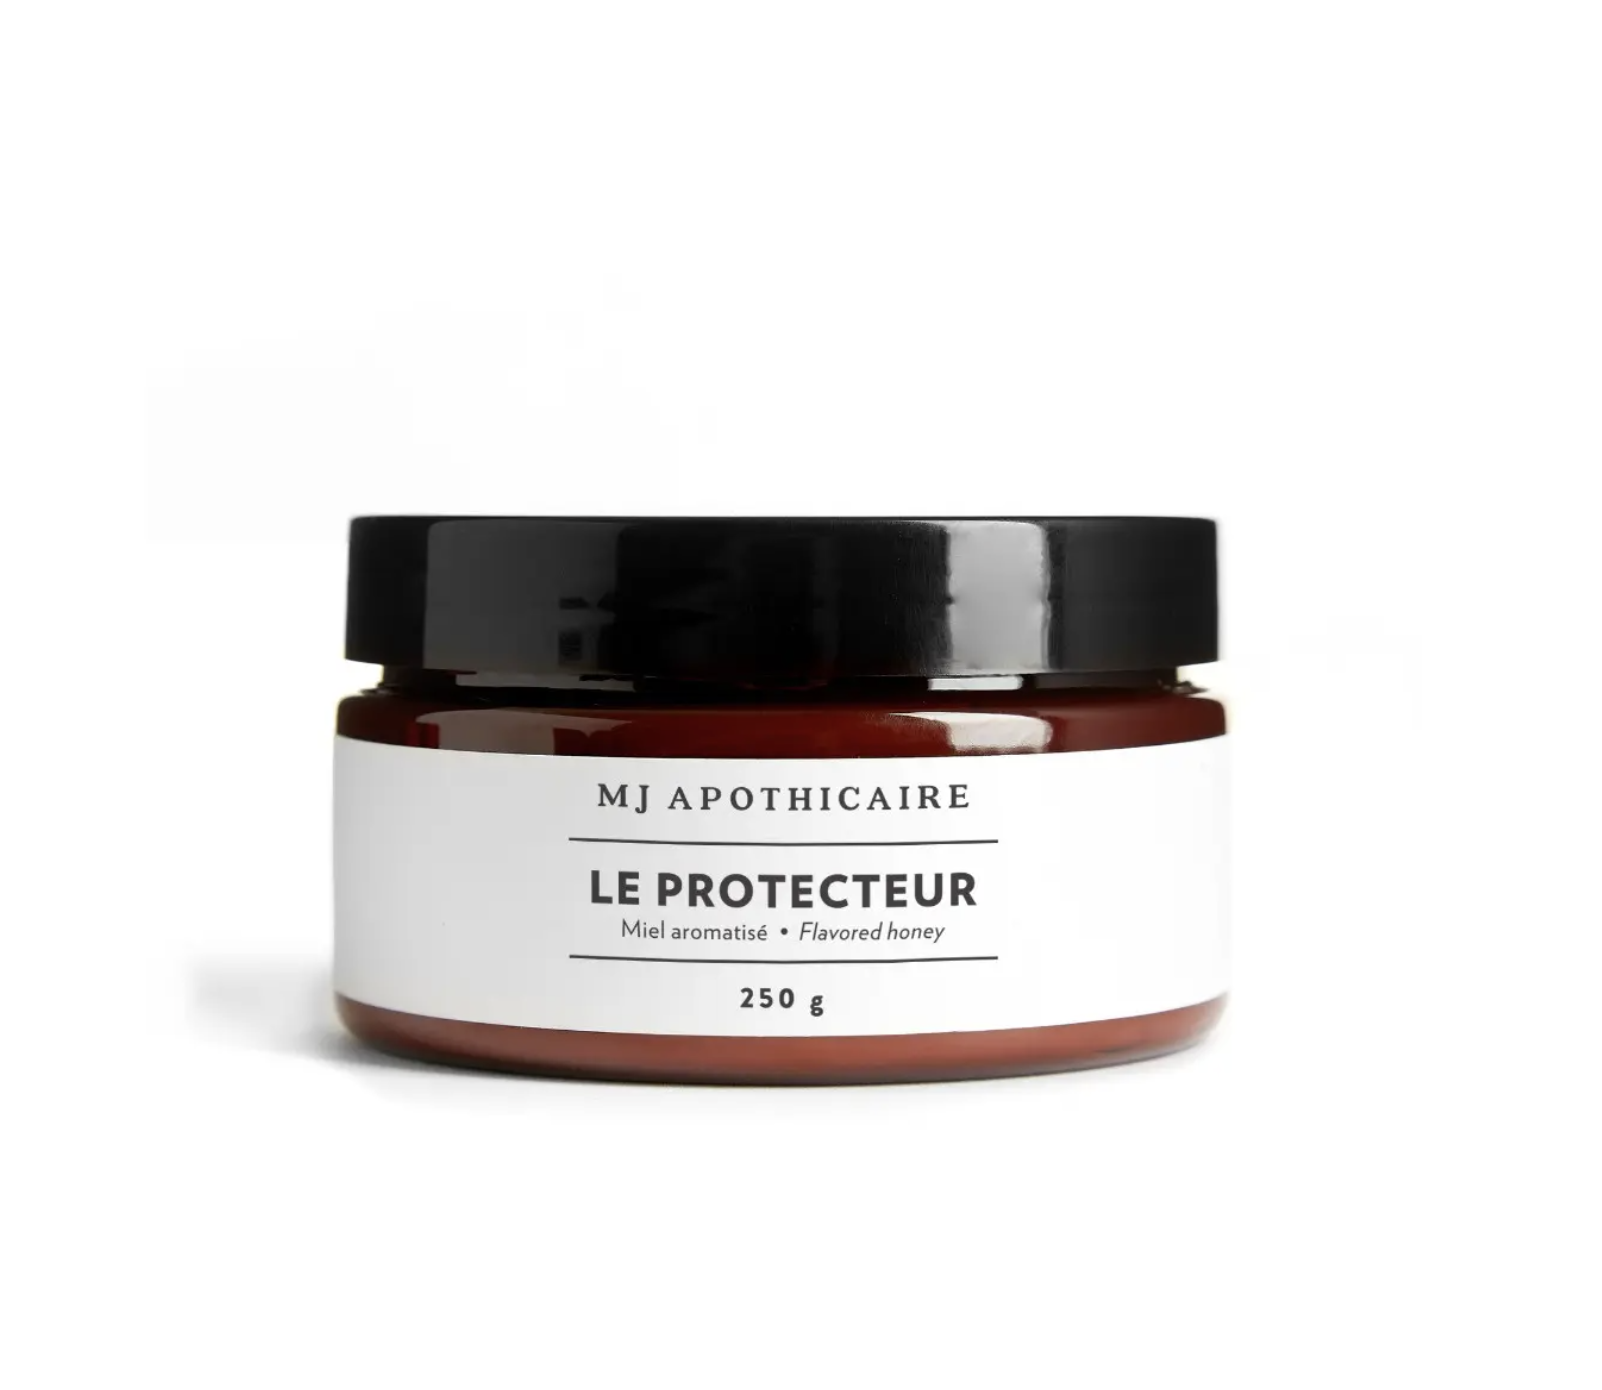 MJ APOTHICAIRE
LE PROTECTEUR
Miel aromatisé • Flavored honey
250 g